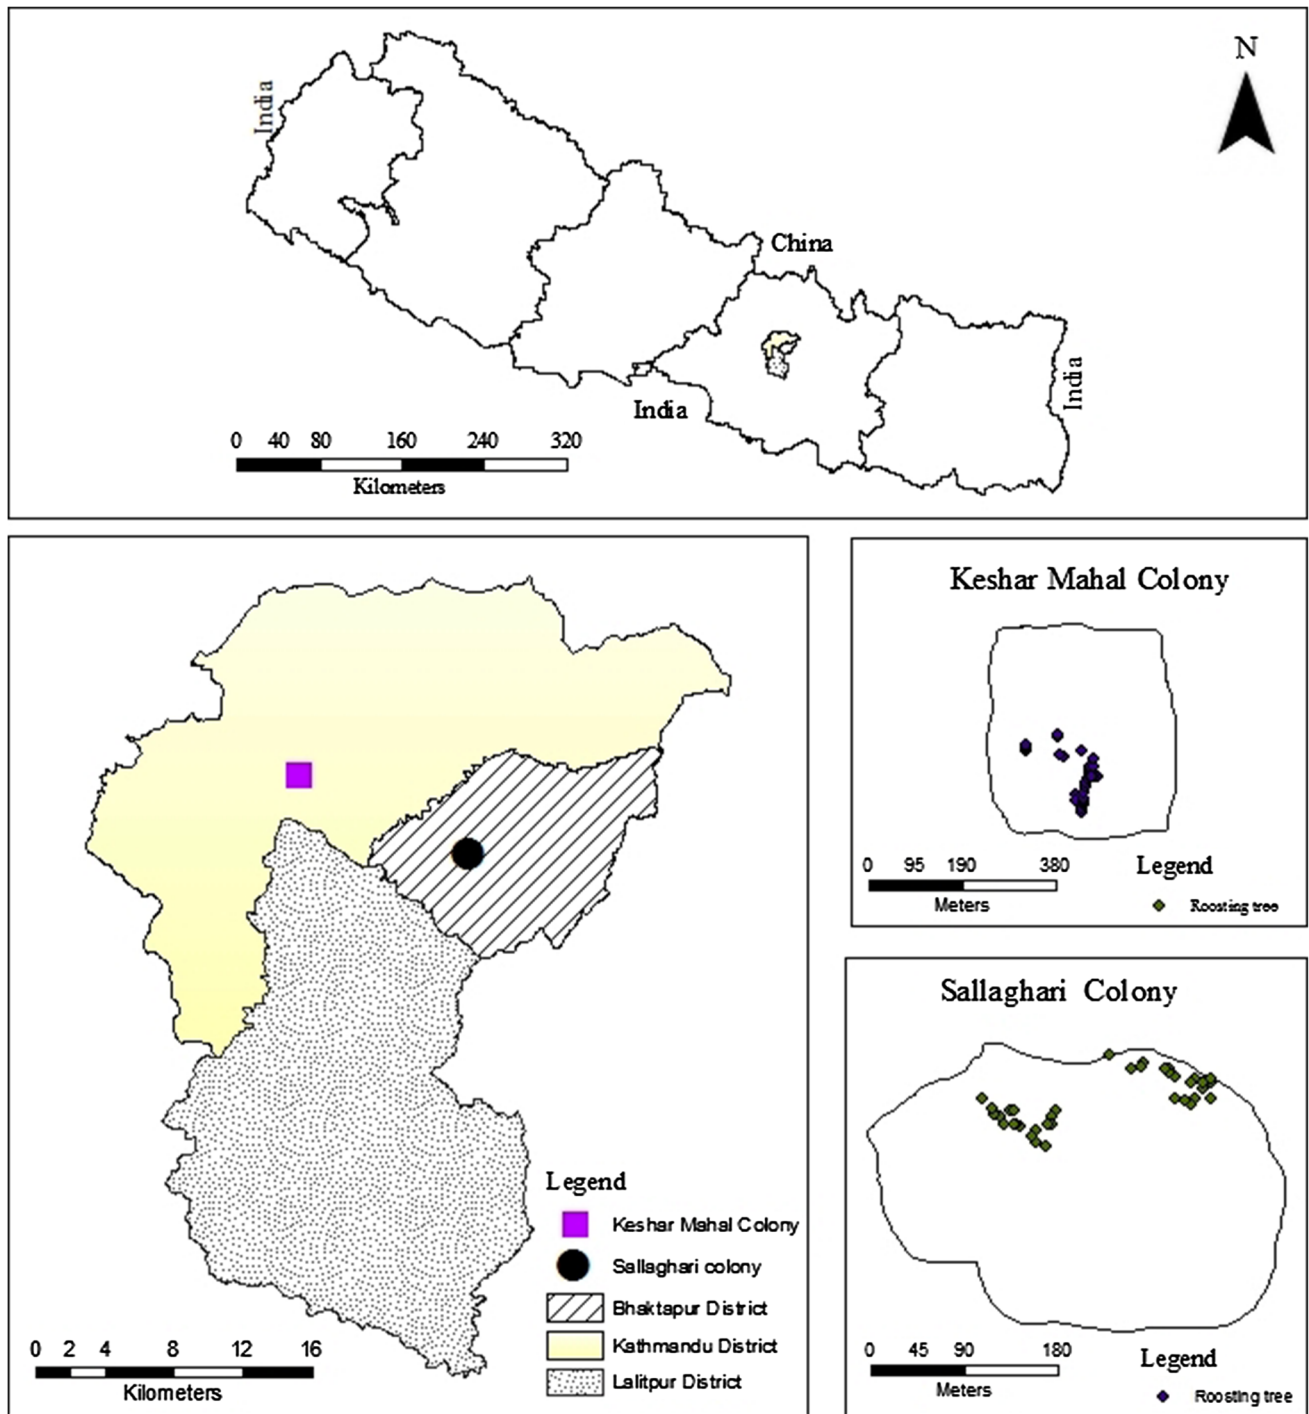 N
India
China
India
India
0 40 80 160 240 320
Kilometers
Legend
Keshar Mahal Colony
Sallaghari colony
Bhaktapur District
Kathmandu District
Lalitpur District
0 2 4 8 12 16
Kilometers
Keshar Mahal Colony
0 95 190 380
Meters
Legend
Roosting tree
Sallaghari Colony
0 45 90 180
Meters
Legend
Roosting tree